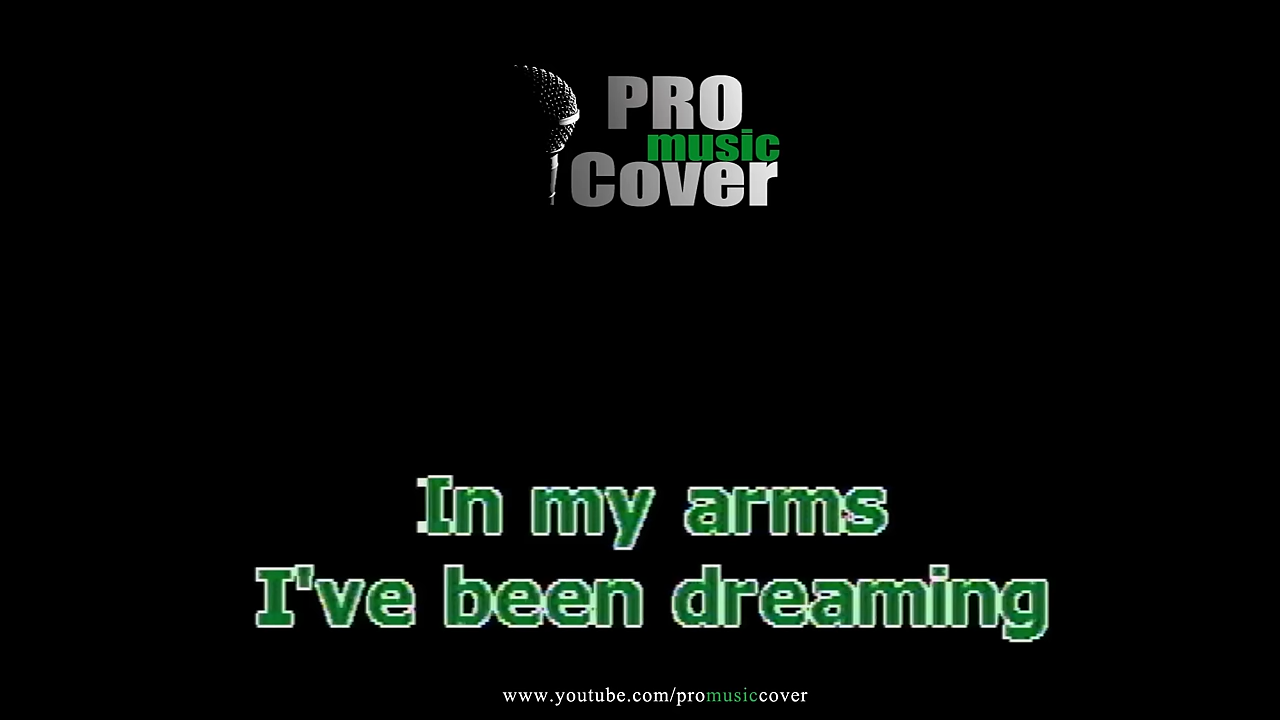 PRO
music
Cover
In my arms
I've been dreaming
www.youtube.com/promusiccover